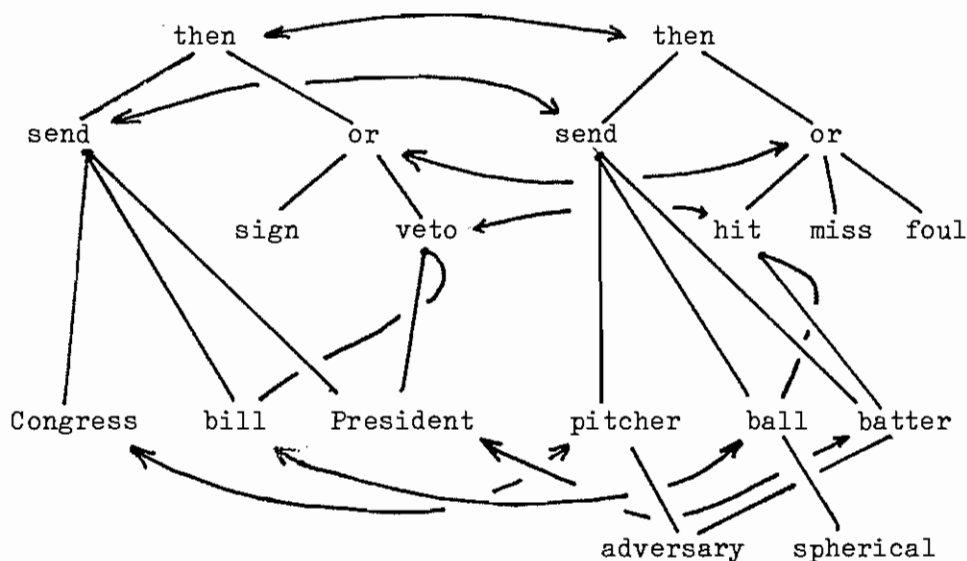 then then
send or send or
sign veto hit miss foul
Congress bill President pitcher ball batter
adversary spherical